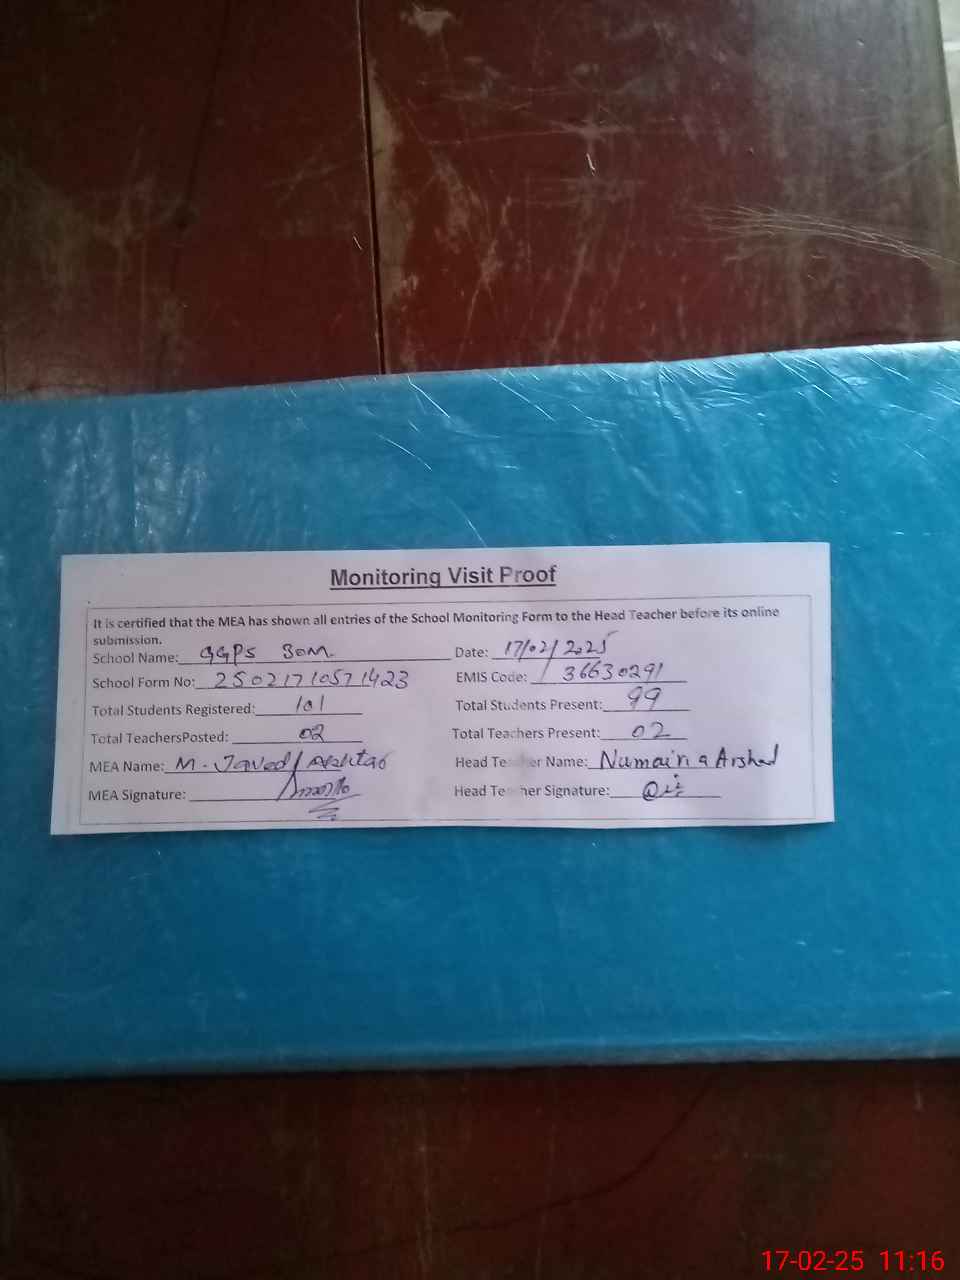 Monitoring Visit Proof
It is certified that the MEA has shown all entries of the School Monitoring Form to the Head Teacher before its online
submission.
School Name: GGPS 30M Date: 17/02/2025
School Form No: 25021710571423 EMIS Code: 36630291
Total Students Registered: 101 Total Students Present: 99
Total TeachersPosted: 02 Total Teachers Present: 02
MEA Name: M. Javed Akhtar Head Teacher Name: Numaira Arshad
MEA Signature: Head Teacher Signature:
17-02-25 11:16